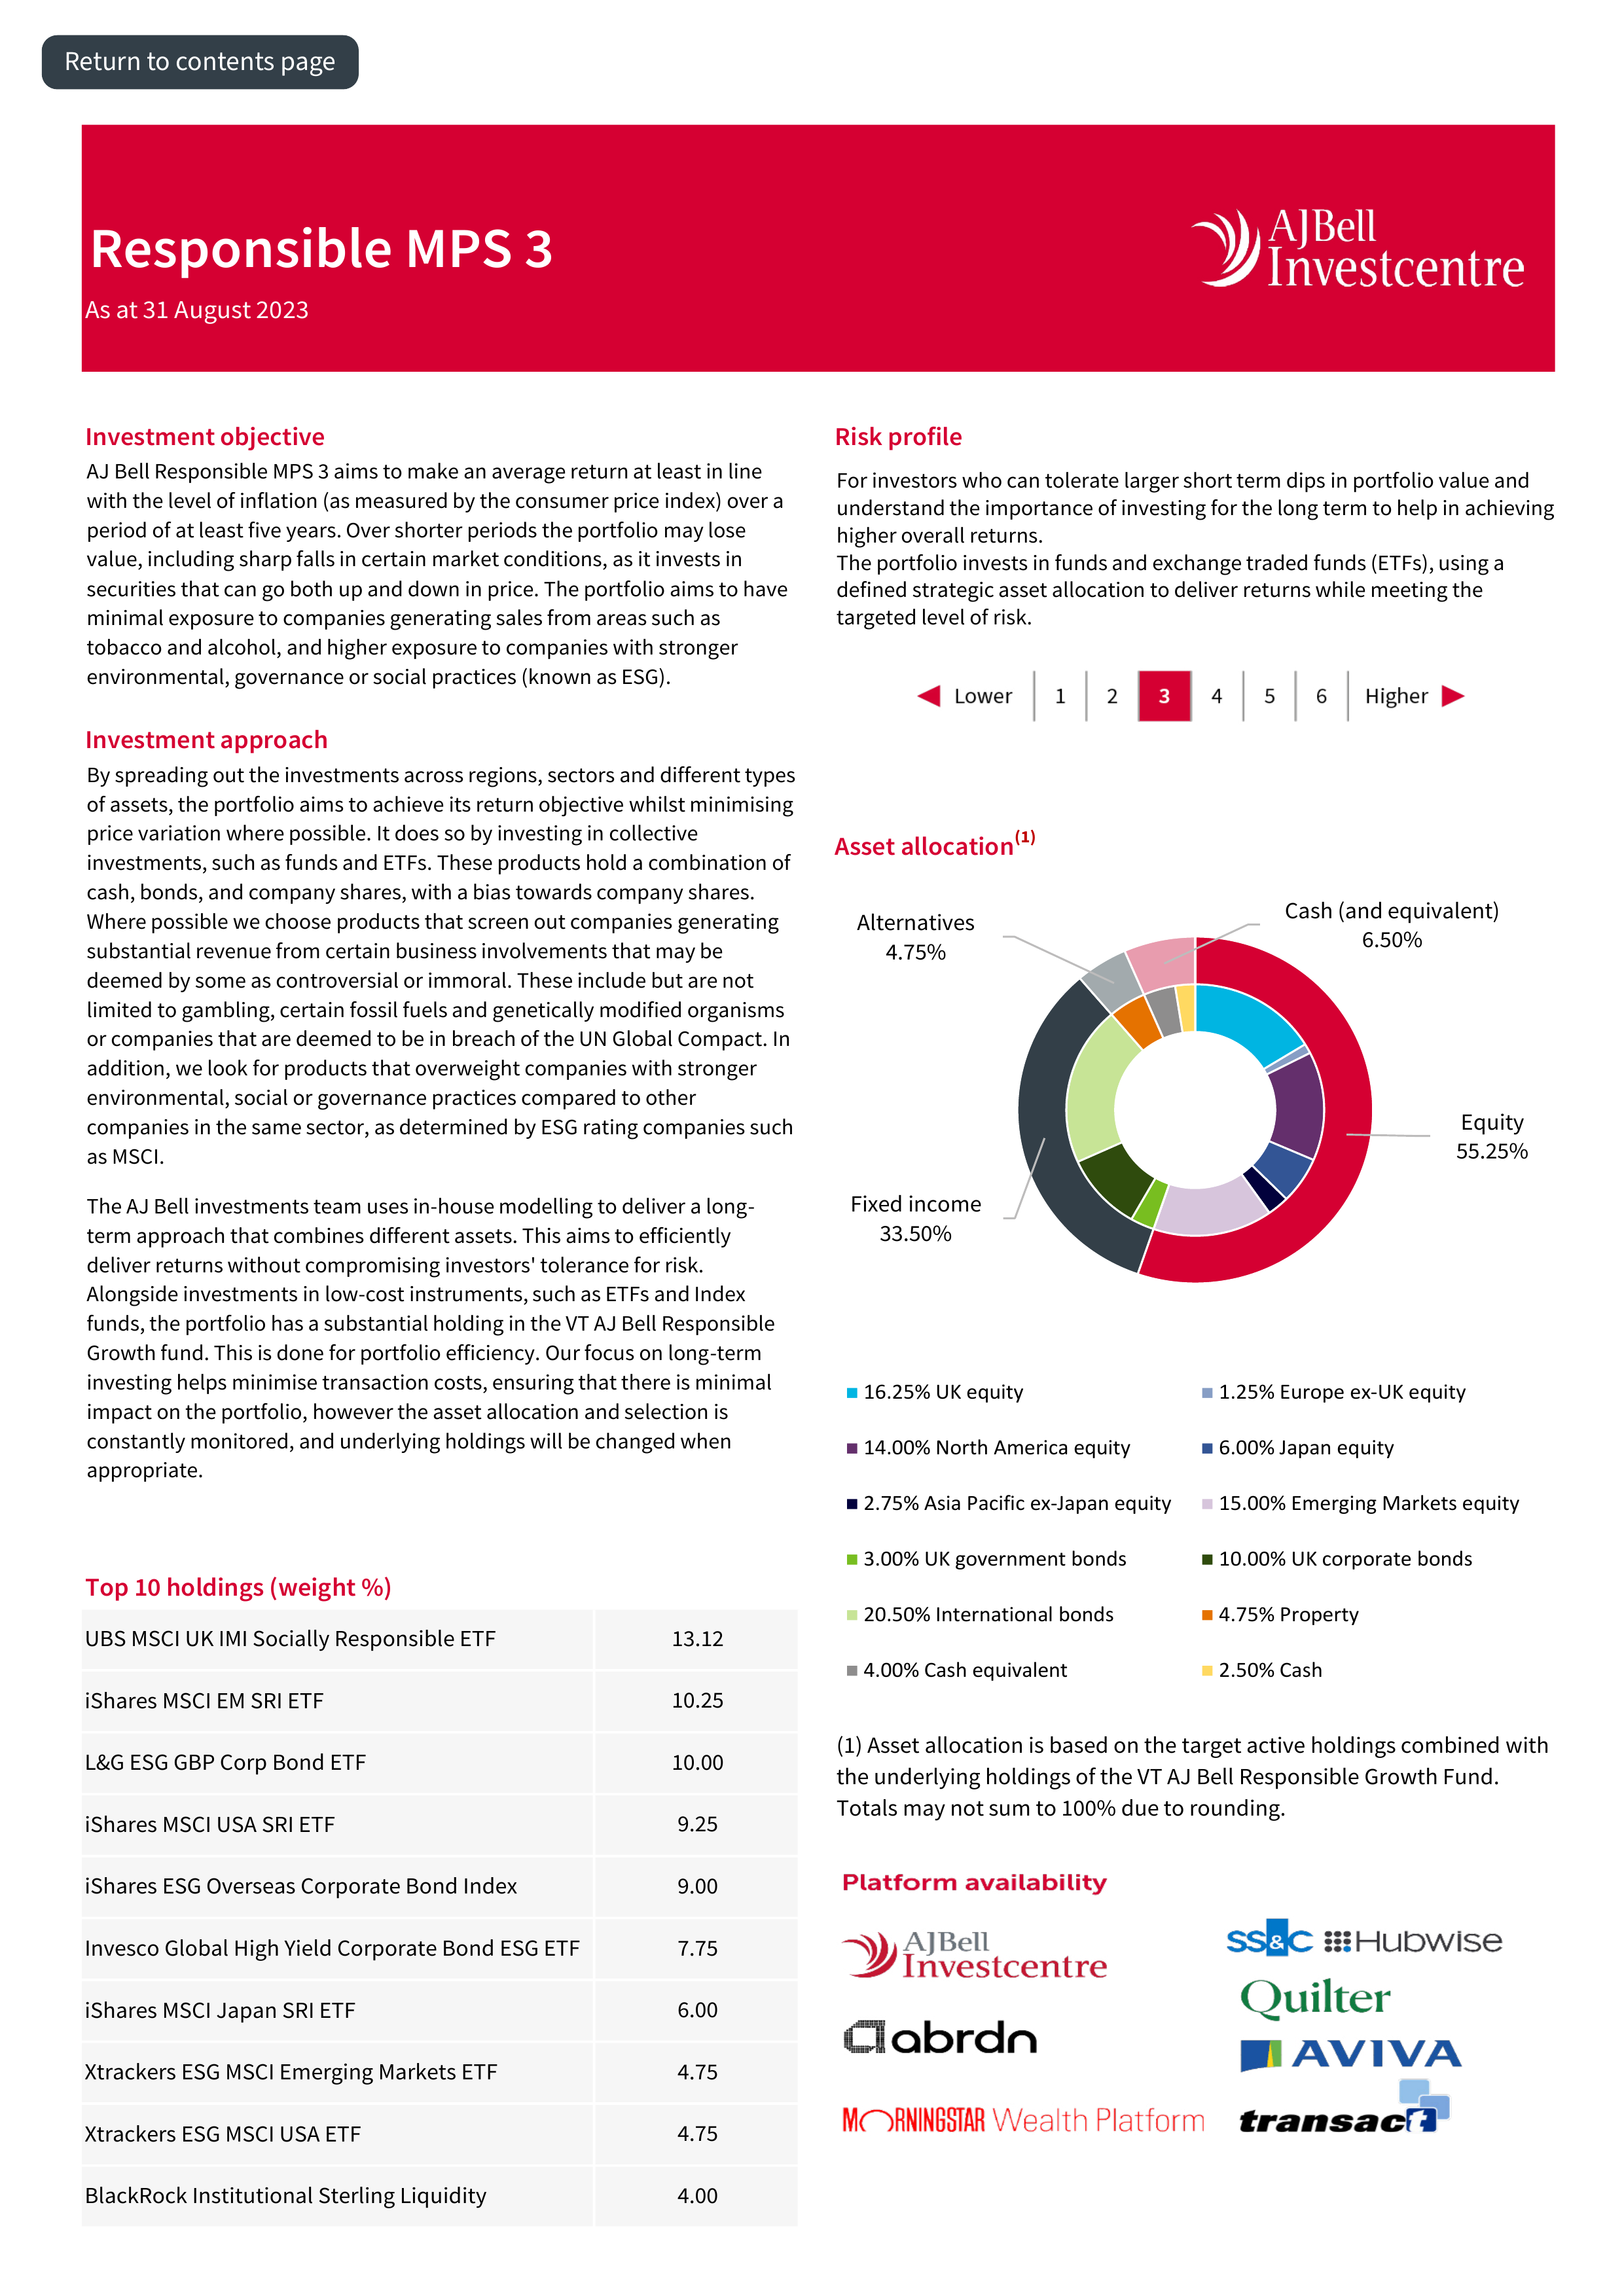 Return to contents page
Responsible MPS 3
As at 31 August 2023
AJBell
Investcentre
Investment objective
AJ Bell Responsible MPS 3 aims to make an average return at least in line
with the level of inflation (as measured by the consumer price index) over a
period of at least five years. Over shorter periods the portfolio may lose
value, including sharp falls in certain market conditions, as it invests in
securities that can go both up and down in price. The portfolio aims to have
minimal exposure to companies generating sales from areas such as
tobacco and alcohol, and higher exposure to companies with stronger
environmental, governance or social practices (known as ESG).
Investment approach
By spreading out the investments across regions, sectors and different types
of assets, the portfolio aims to achieve its return objective whilst minimising
price variation where possible. It does so by investing in collective
investments, such as funds and ETFs. These products hold a combination of
cash, bonds, and company shares, with a bias towards company shares.
Where possible we choose products that screen out companies generating
substantial revenue from certain business involvements that may be
deemed by some as controversial or immoral. These include but are not
limited to gambling, certain fossil fuels and genetically modified organisms
or companies that are deemed to be in breach of the UN Global Compact. In
addition, we look for products that overweight companies with stronger
environmental, social or governance practices compared to other
companies in the same sector, as determined by ESG rating companies such
as MSCI.
The AJ Bell investments team uses in-house modelling to deliver a long-
term approach that combines different assets. This aims to efficiently
deliver returns without compromising investors' tolerance for risk.
Alongside investments in low-cost instruments, such as ETFs and Index
funds, the portfolio has a substantial holding in the VT AJ Bell Responsible
Growth fund. This is done for portfolio efficiency. Our focus on long-term
investing helps minimise transaction costs, ensuring that there is minimal
impact on the portfolio, however the asset allocation and selection is
constantly monitored, and underlying holdings will be changed when
appropriate.
Top 10 holdings (weight %)
UBS MSCI UK IMI Socially Responsible ETF 13.12
iShares MSCI EM SRI ETF 10.25
L&G ESG GBP Corp Bond ETF 10.00
iShares MSCI USA SRI ETF 9.25
iShares ESG Overseas Corporate Bond Index 9.00
Invesco Global High Yield Corporate Bond ESG ETF 7.75
iShares MSCI Japan SRI ETF 6.00
Xtrackers ESG MSCI Emerging Markets ETF 4.75
Xtrackers ESG MSCI USA ETF 4.75
BlackRock Institutional Sterling Liquidity 4.00
Risk profile
For investors who can tolerate larger short term dips in portfolio value and
understand the importance of investing for the long term to help in achieving
higher overall returns.
The portfolio invests in funds and exchange traded funds (ETFs), using a
defined strategic asset allocation to deliver returns while meeting the
targeted level of risk.
Lower 1 2 3 4 5 6 Higher
Asset allocation(1)
Alternatives
4.75%
Cash (and equivalent)
6.50%
Equity
55.25%
Fixed income
33.50%
16.25% UK equity 1.25% Europe ex-UK equity
14.00% North America equity 6.00% Japan equity
2.75% Asia Pacific ex-Japan equity 15.00% Emerging Markets equity
3.00% UK government bonds 10.00% UK corporate bonds
20.50% International bonds 4.75% Property
4.00% Cash equivalent 2.50% Cash
(1) Asset allocation is based on the target active holdings combined with
the underlying holdings of the VT AJ Bell Responsible Growth Fund.
Totals may not sum to 100% due to rounding.
Platform availability
AJBell
Investcentre
SS&C Hubwise
Quilter
abrdn
AVIVA
MORNINGSTAR Wealth Platform
transact